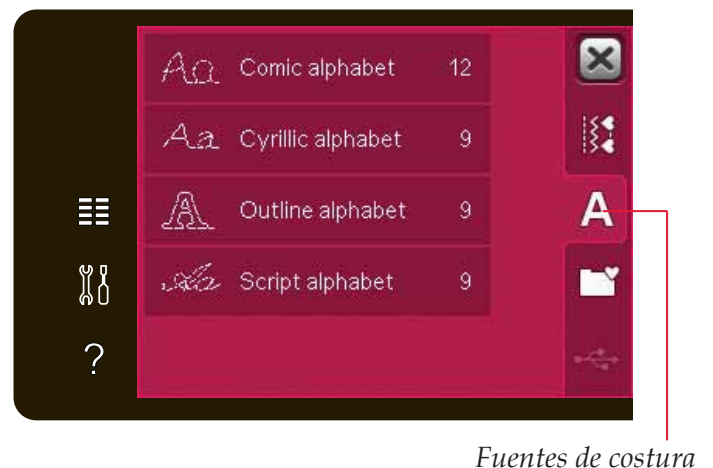 Aa Comic alphabet 12
Aa Cyrillic alphabet 9
A Outline alphabet 9
A
Aa Script alphabet 9
?
Fuentes de costura